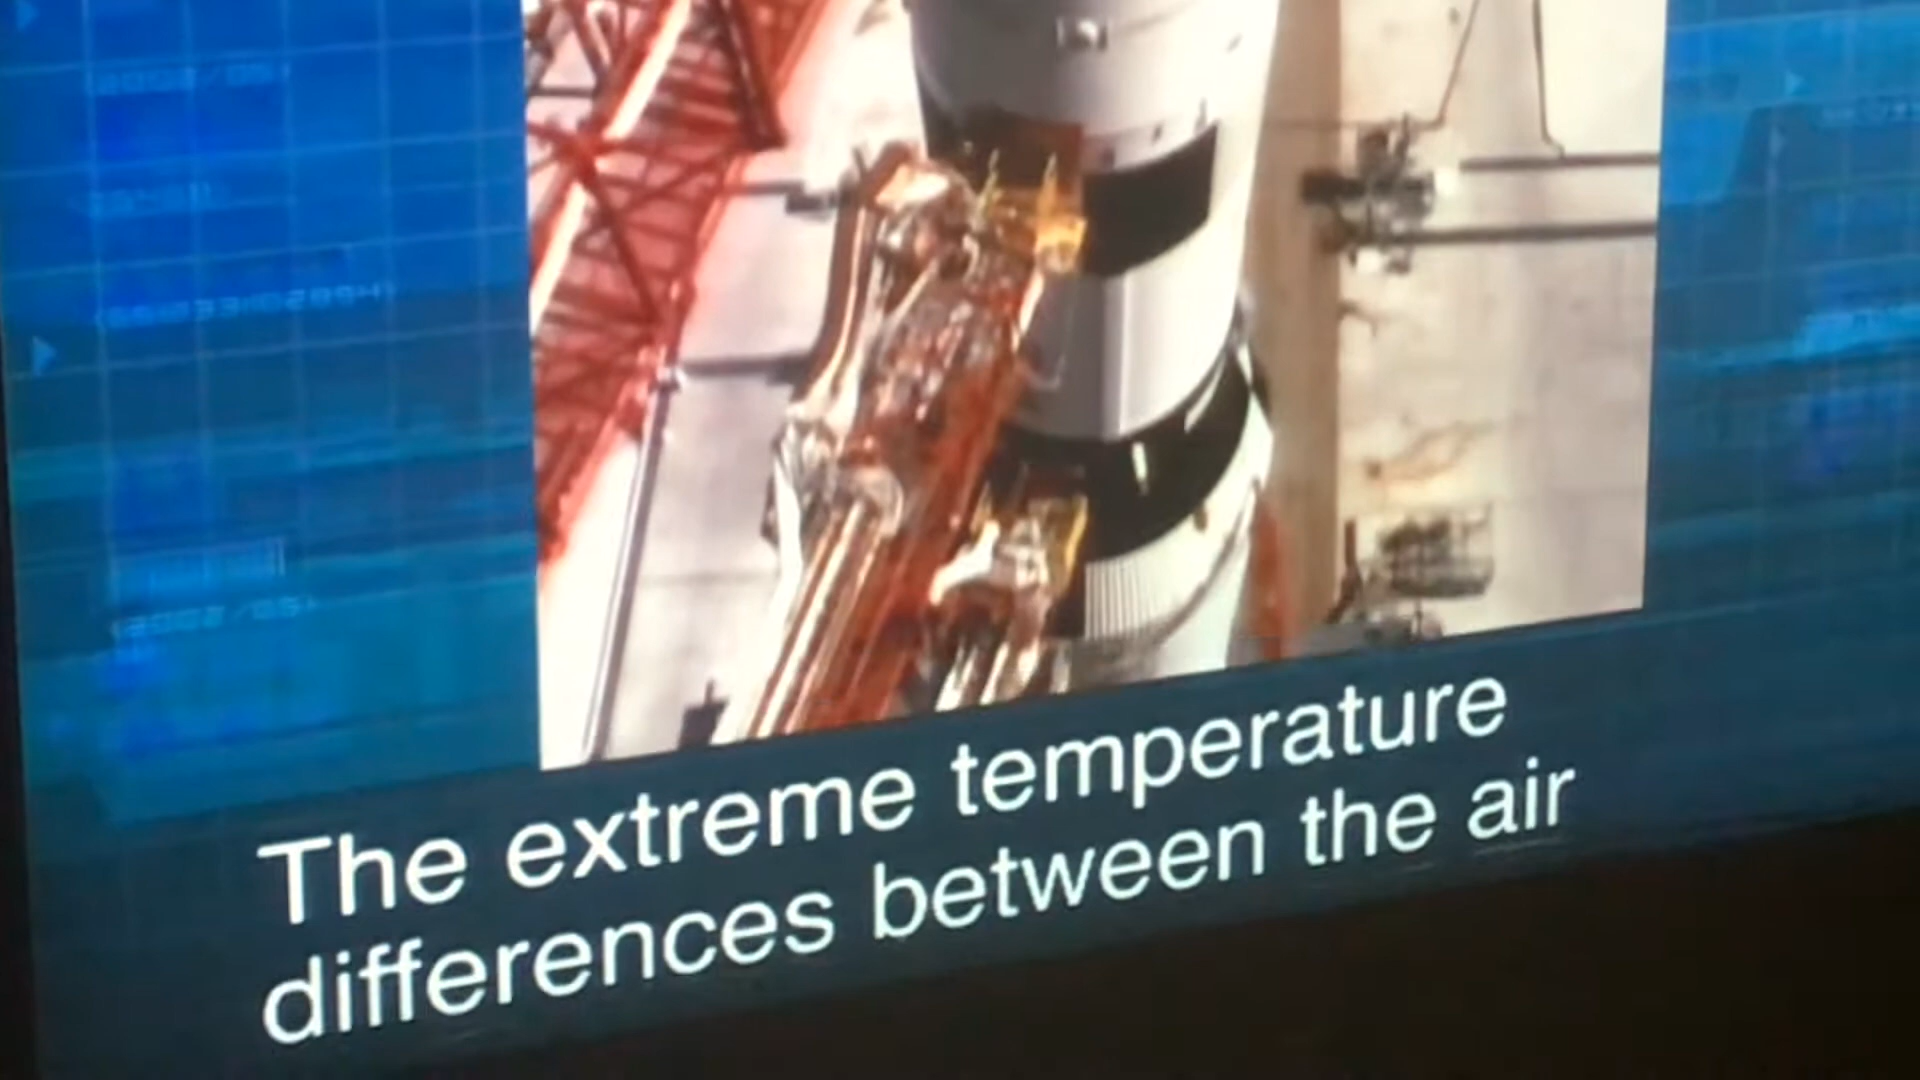 The extreme temperature
differences between the air